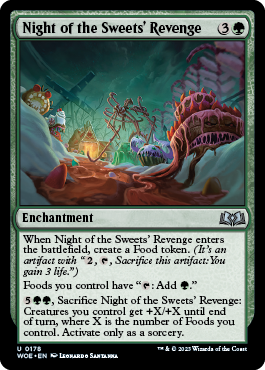 Night of the Sweets' Revenge 3
Enchantment
When Night of the Sweets' Revenge enters
the battlefield, create a Food token. (It's an
artifact with "2, , Sacrifice this artifact: You
gain 3 life.")
Foods you control have " : Add ."
5 , Sacrifice Night of the Sweets' Revenge:
Creatures you control get +X/+X until end
of turn, where X is the number of Foods you
control. Activate only as a sorcery.
U 0178
WOE • EN Leonardo Santanna
™ & © 2023 Wizards of the Coast